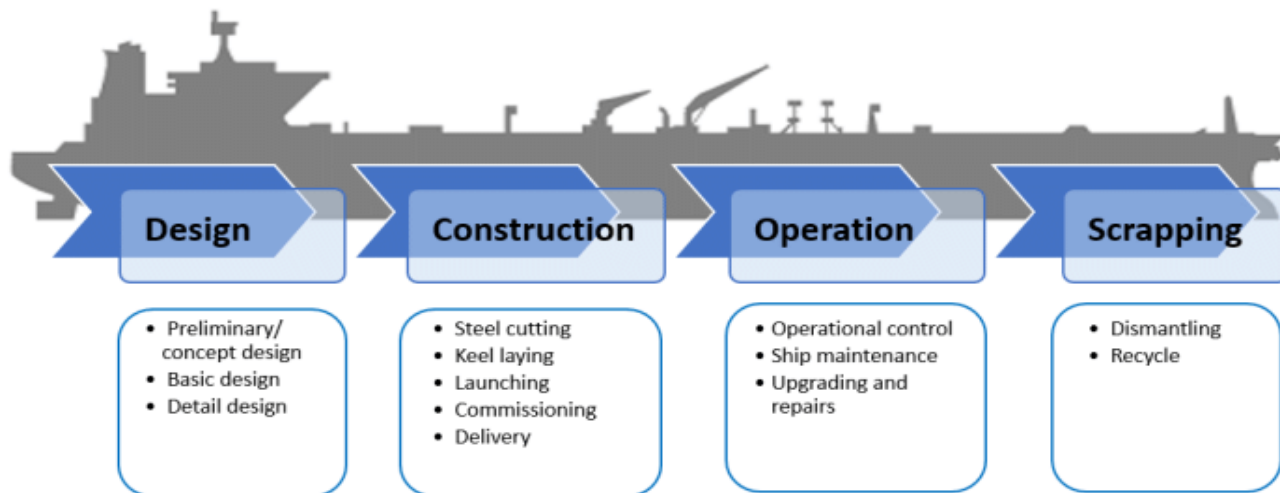 Design
Construction
Operation
Scrapping
• Preliminary/
concept design
• Basic design
• Detail design
• Steel cutting
• Keel laying
• Launching
• Commissioning
• Delivery
• Operational control
• Ship maintenance
• Upgrading and
repairs
• Dismantling
• Recycle